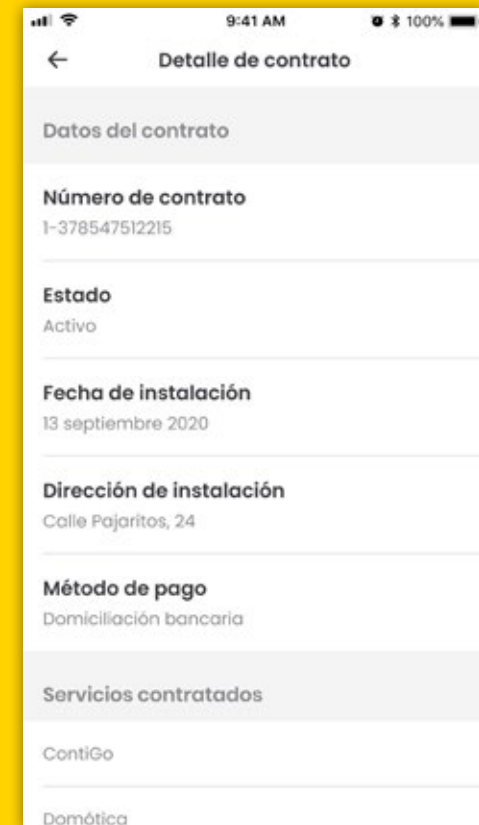 9:41 AM
100%
Detalle de contrato
Datos del contrato
Número de contrato
1-378547512215
Estado
Activo
Fecha de instalación
13 septiembre 2020
Dirección de instalación
Calle Pajaritos, 24
Método de pago
Domiciliación bancaria
Servicios contratados
ContiGo
Domótica